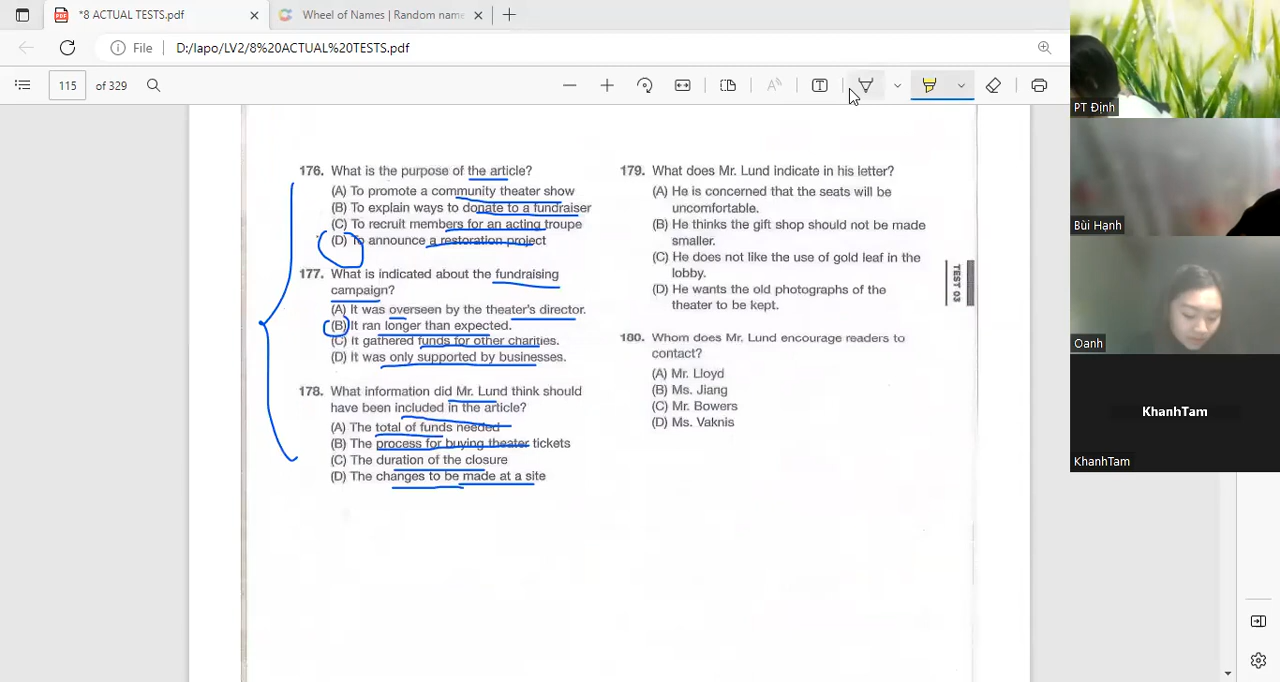 *8 ACTUAL TESTS.pdf
Wheel of Names | Random name
File
D:/lapo/LV2/8%20ACTUAL%20TESTS.pdf
115 of 329
176. What is the purpose of the article?
(A) To promote a community theater show
(B) To explain ways to donate to a fundraiser
(C) To recruit members for an acting troupe
(D) To announce a restoration project
177. What is indicated about the fundraising
campaign?
(A) It was overseen by the theater's director.
(B) It ran longer than expected.
(C) It gathered funds for other charities.
(D) It was only supported by businesses.
178. What information did Mr. Lund think should
have been included in the article?
(A) The total of funds needed
(B) The process for buying theater tickets
(C) The duration of the closure
(D) The changes to be made at a site
179. What does Mr. Lund indicate in his letter?
(A) He is concerned that the seats will be
uncomfortable.
(B) He thinks the gift shop should not be made
smaller.
(C) He does not like the use of gold leaf in the
lobby.
(D) He wants the old photographs of the
theater to be kept.
180. Whom does Mr. Lund encourage readers to
contact?
(A) Mr. Lloyd
(B) Ms. Jiang
(C) Mr. Bowers
(D) Ms. Vaknis
TEST 03
PT Định
Bùi Hạnh
Oanh
KhanhTam
KhanhTam